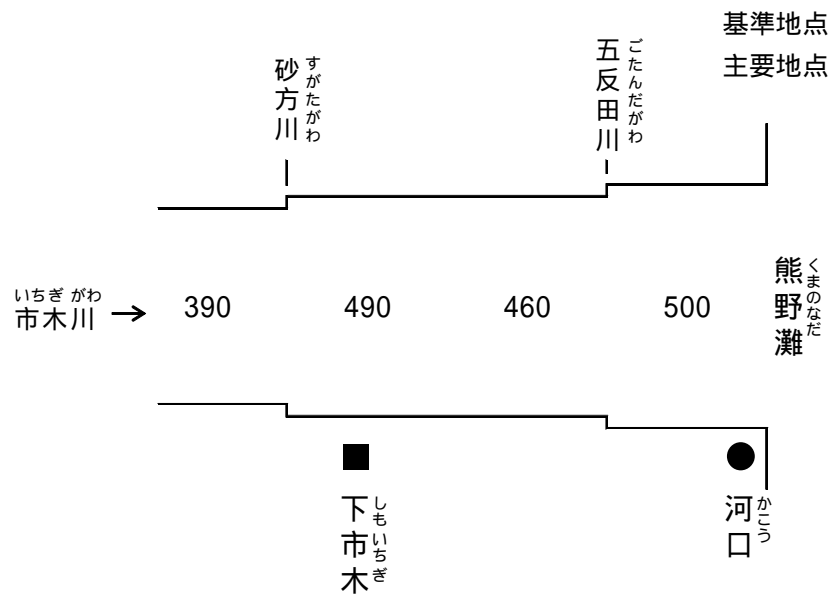 基準地点
主要地点
砂方川
すがたがわ
五反田川
ごたんだがわ
いちぎ がわ
市木川
390
490
460
500
熊野灘
くまのなだ
下市木
しもいちぎ
河口
かこう